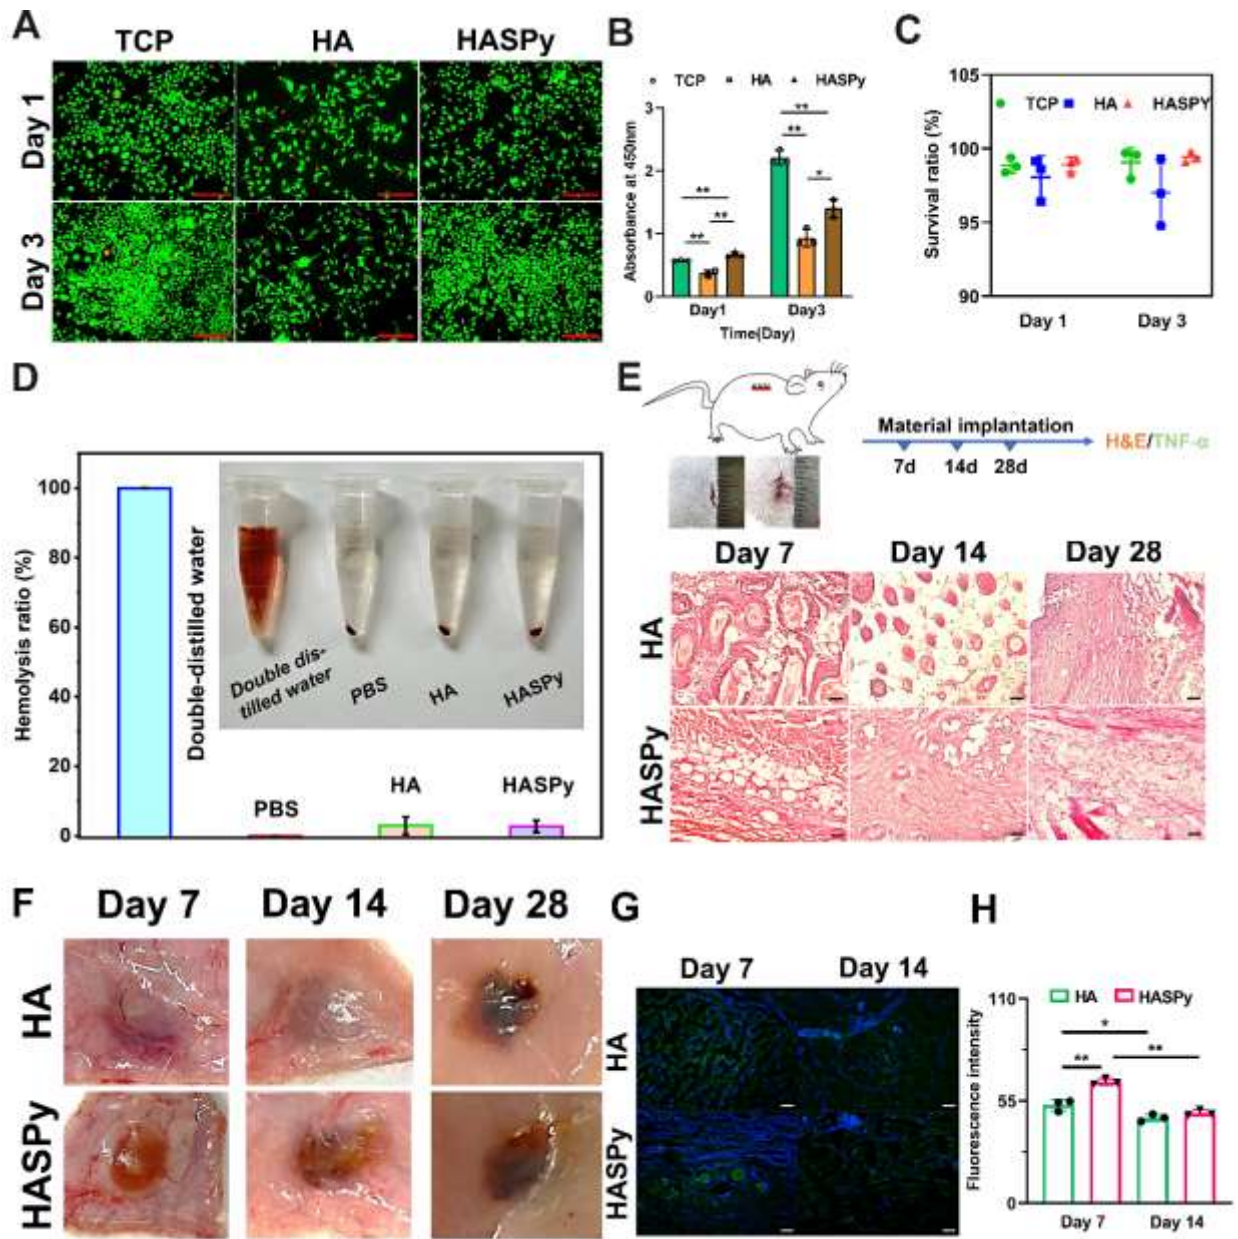 A
TCP HA HASPy
Day 1
Day 3
B
TCP HA HASPy
Absorbance at 450nm
3
2
1
0
** ** **
** ** *
Day1 Day3
Time(Day)
C
Survival ratio (%)
105
100
95
90
TCP HA HASPY
Day 1 Day 3
D
Hemolysis ratio (%)
100
80
60
40
20
0
Double-distilled water
PBS
HA
HASPy
Double dis-
tilled water
PBS
HA
HASPy
E
Material implantation
7d 14d 28d
H&E/TNF-α
Day 7 Day 14 Day 28
HA
HASPy
F
Day 7 Day 14 Day 28
HA
HASPy
G
Day 7 Day 14
HA
HASPy
H
HA HASPy
Fluorescence intensity
110
55
0
*
** **
Day 7 Day 14